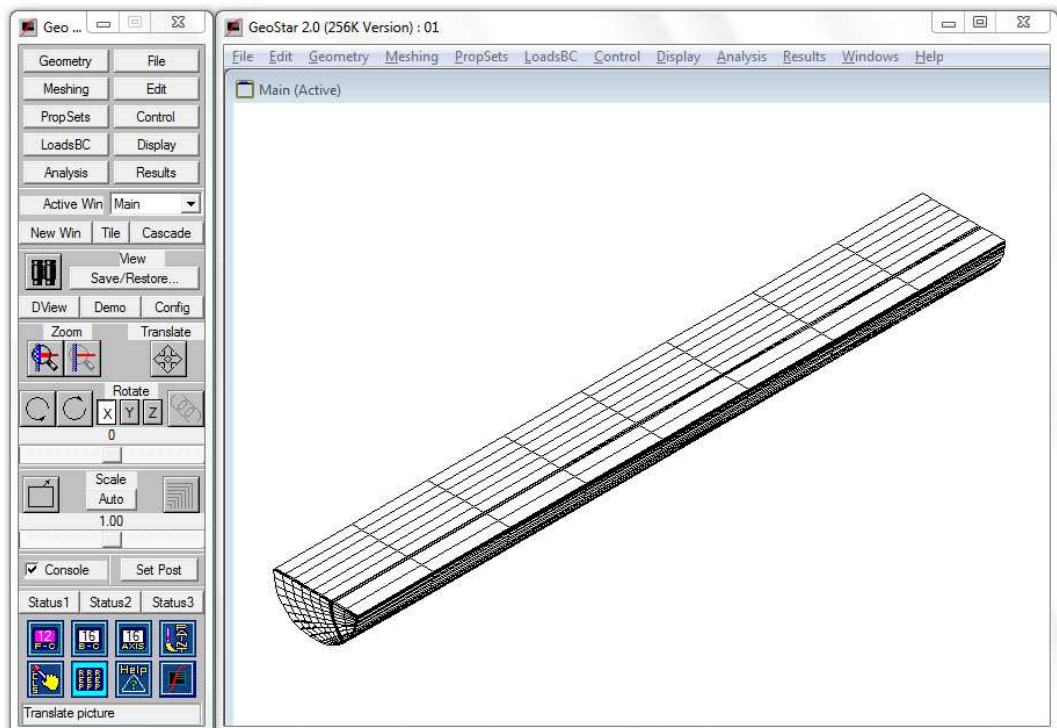 Geo ...
Geometry File
Meshing Edit
PropSets Control
LoadsBC Display
Analysis Results
Active Win Main
New Win Tile Cascade
View
Save/Restore...
DView Demo Config
Zoom Translate
Rotate
X Y Z
0
Scale
Auto
1.00
Console Set Post
Status1 Status2 Status3
12 16 16
F-C B-C AXIS
Help
Translate picture
GeoStar 2.0 (256K Version) : 01
File Edit Geometry Meshing PropSets LoadsBC Control Display Analysis Results Windows Help
Main (Active)